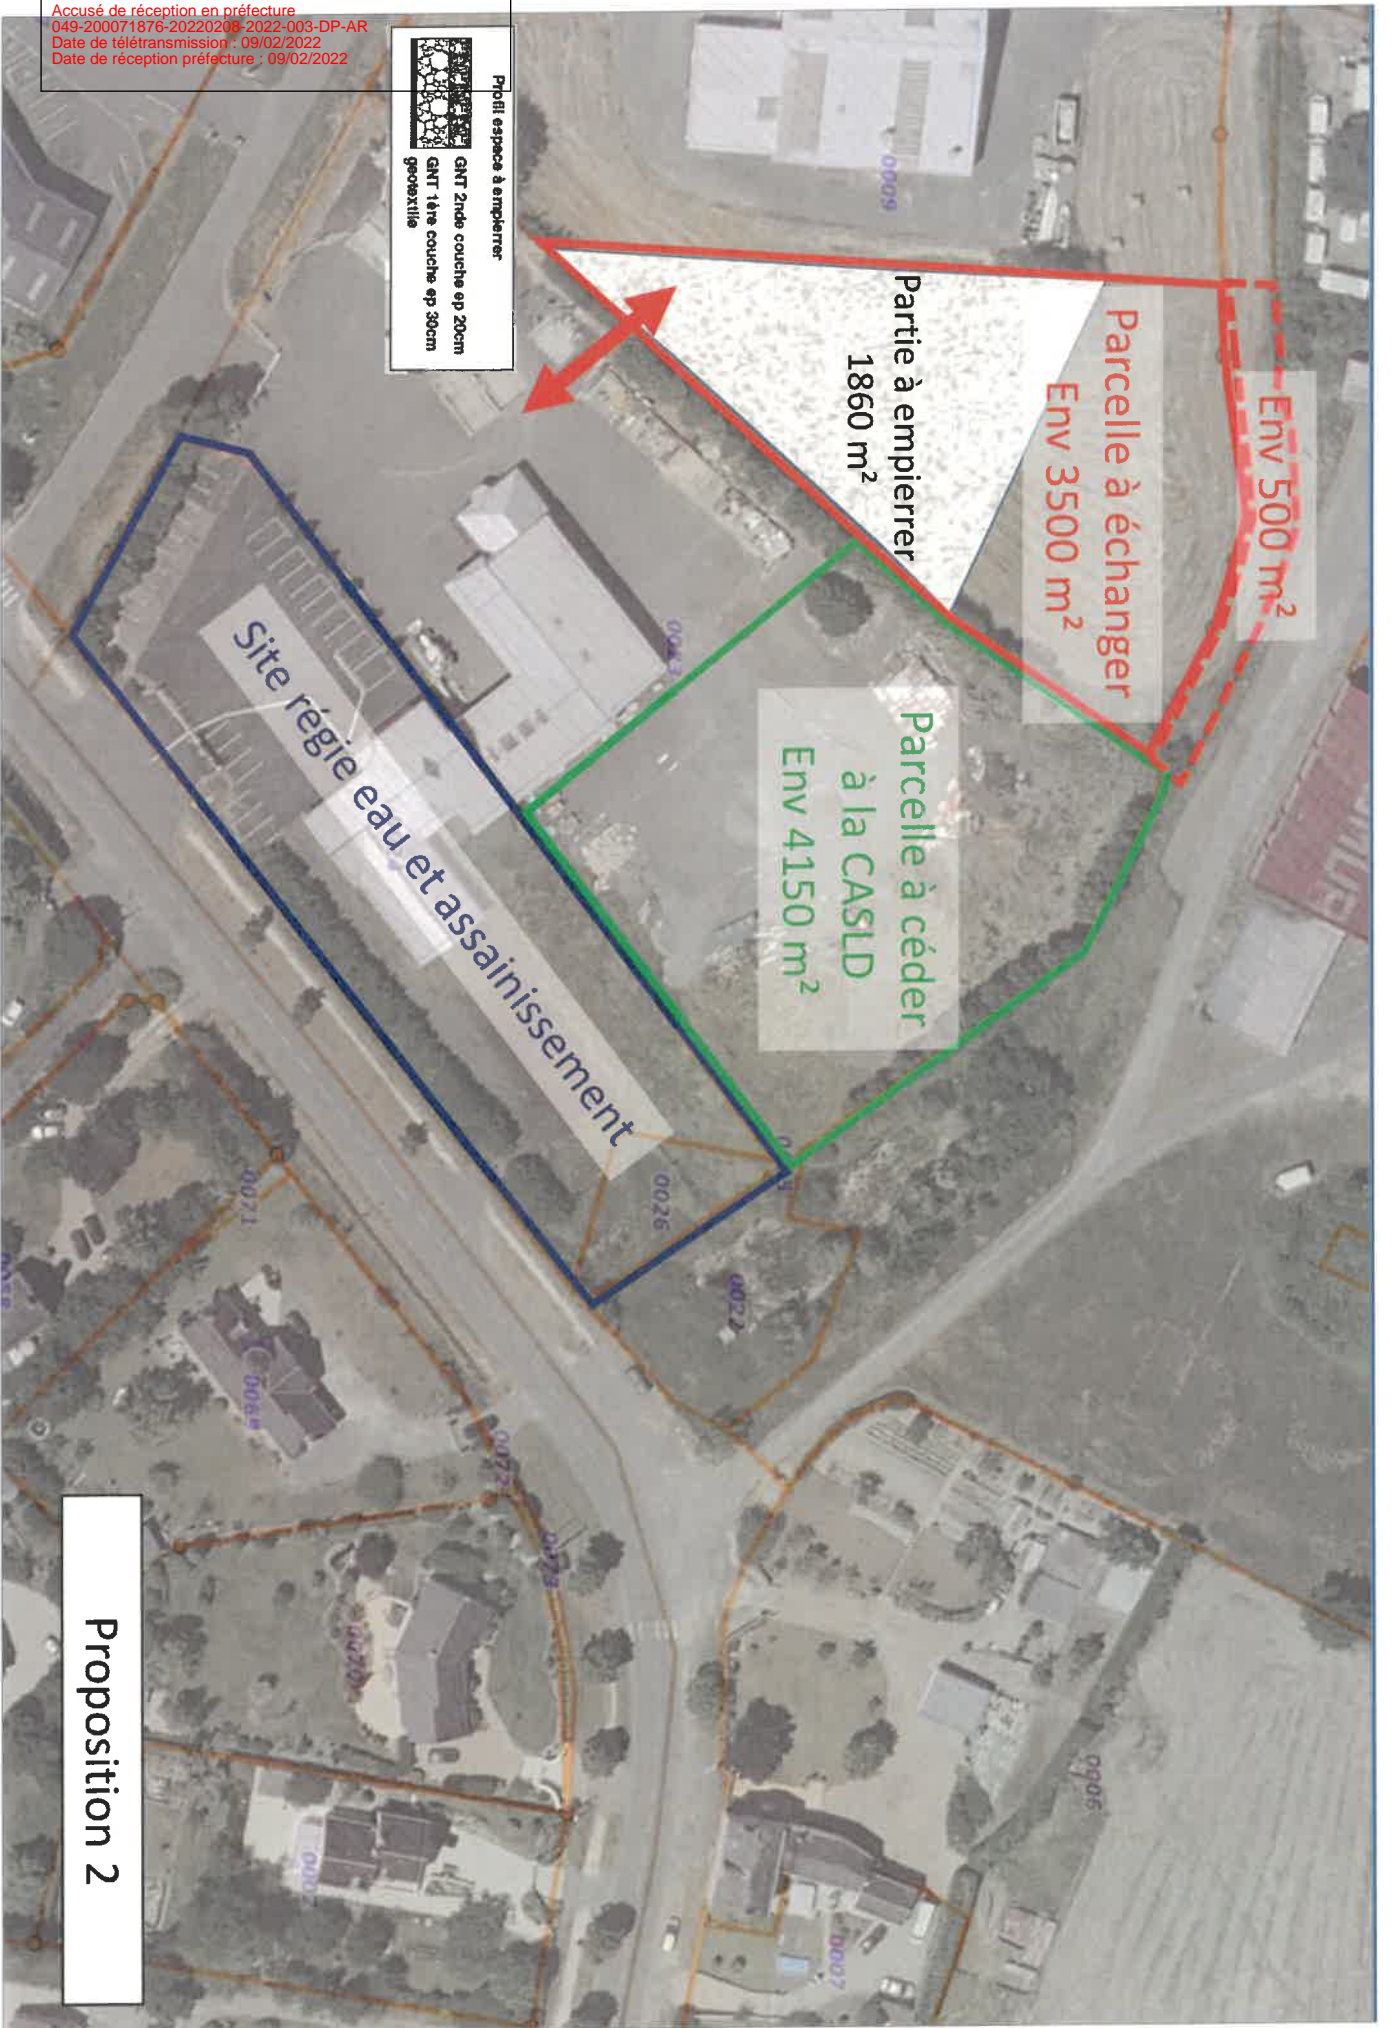 Accusé de réception en préfecture
049-200071876-20220208-2022-003-DP-AR
Date de télétransmission : 09/02/2022
Date de réception préfecture : 09/02/2022
Profil espace à empierrer
GNT 2nde couche ep 20cm
GNT 1ère couche ep 30cm
geotextile
Env 500 m²
Parcelle à échanger
Env 3500 m²
Partie à empierrer
1860 m²
Parcelle à céder
à la CASLD
Env 4150 m²
Site régie eau et assainissement
0009
0026
0071
0072
0073
0006
0007
Proposition 2